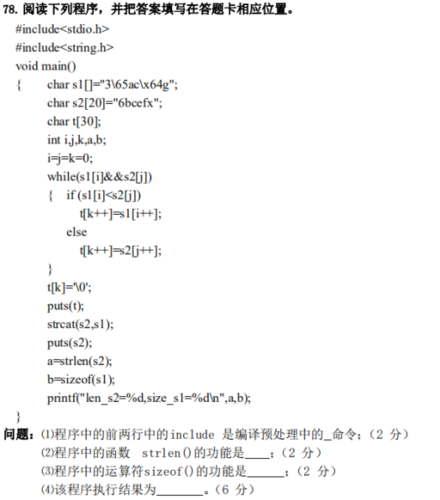 78. 阅读下列程序，并把答案填写在答题卡相应位置。
#include<stdio.h>
#include<string.h>
void main()
{ char s1[]="3\65ac\x64g";
char s2[20]="6bcefx";
char t[30];
int i,j,k,a,b;
i=j=k=0;
while(s1[i]&&s2[j])
{ if (s1[i]<s2[j])
t[k++]=s1[i++];
else
t[k++]=s2[j++];
}
t[k]='\0';
puts(t);
strcat(s2,s1);
puts(s2);
a=strlen(s2);
b=sizeof(s1);
printf("len_s2=%d,size_s1=%d\n",a,b);
}
问题：⑴程序中的前两行中的include 是编译预处理中的_命令；（2 分）
⑵程序中的函数 strlen()的功能是____；（2 分）
⑶程序中的运算符sizeof()的功能是______；（2 分）
⑷该程序执行结果为_______。（6 分）